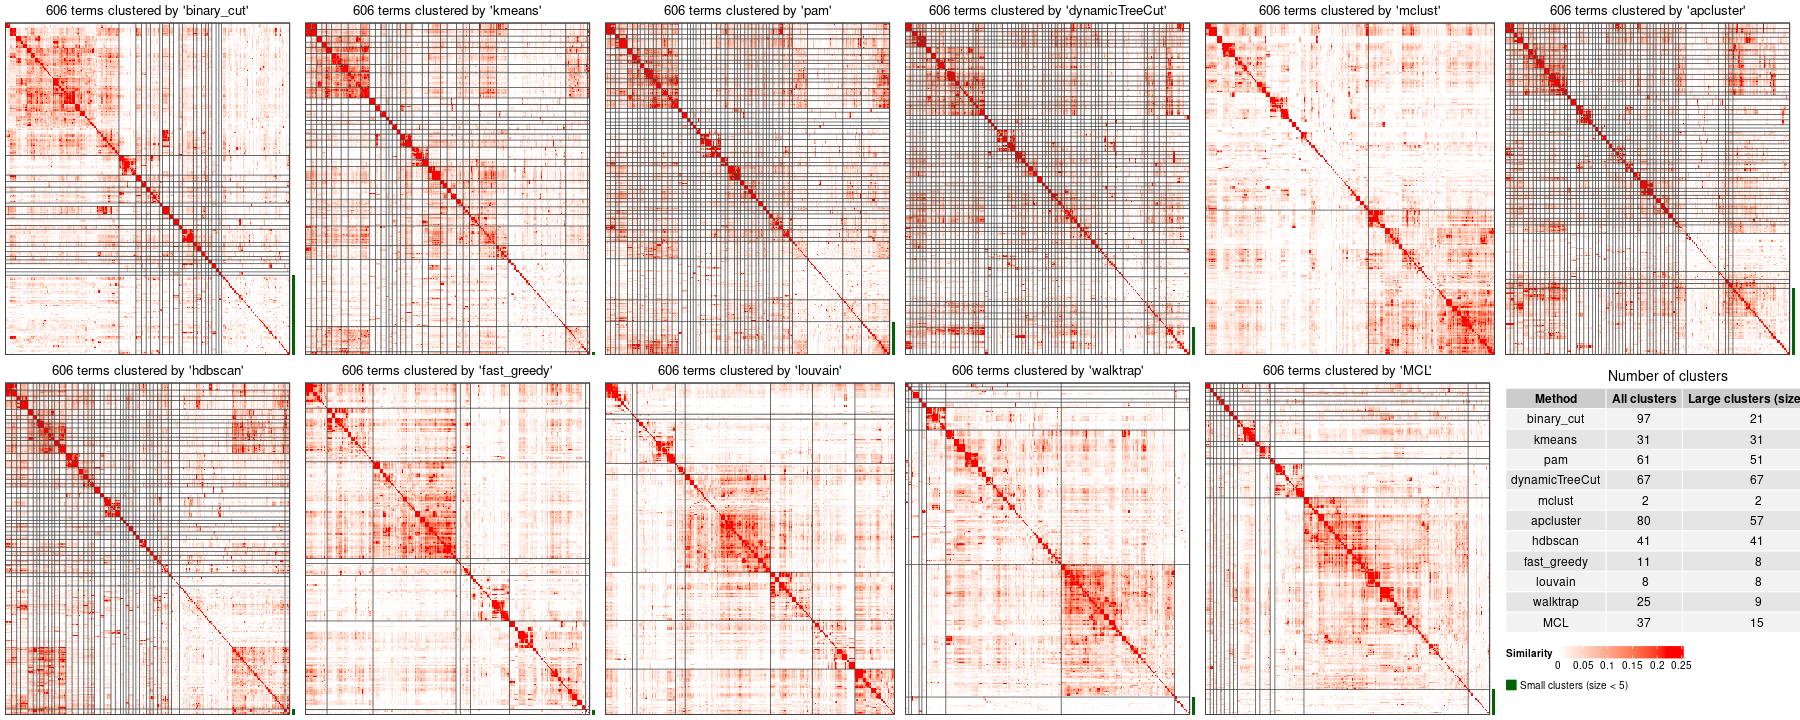 606 terms clustered by 'binary_cut'
606 terms clustered by 'kmeans'
606 terms clustered by 'pam'
606 terms clustered by 'dynamicTreeCut'
606 terms clustered by 'mclust'
606 terms clustered by 'apcluster'
606 terms clustered by 'hdbscan'
606 terms clustered by 'fast_greedy'
606 terms clustered by 'louvain'
606 terms clustered by 'walktrap'
606 terms clustered by 'MCL'
Number of clusters
Method All clusters Large clusters (size
binary_cut 97 21
kmeans 31 31
pam 61 51
dynamicTreeCut 67 67
mclust 2 2
apcluster 80 57
hdbscan 41 41
fast_greedy 11 8
louvain 8 8
walktrap 25 9
MCL 37 15
Similarity
0 0.05 0.1 0.15 0.2 0.25
Small clusters (size < 5)